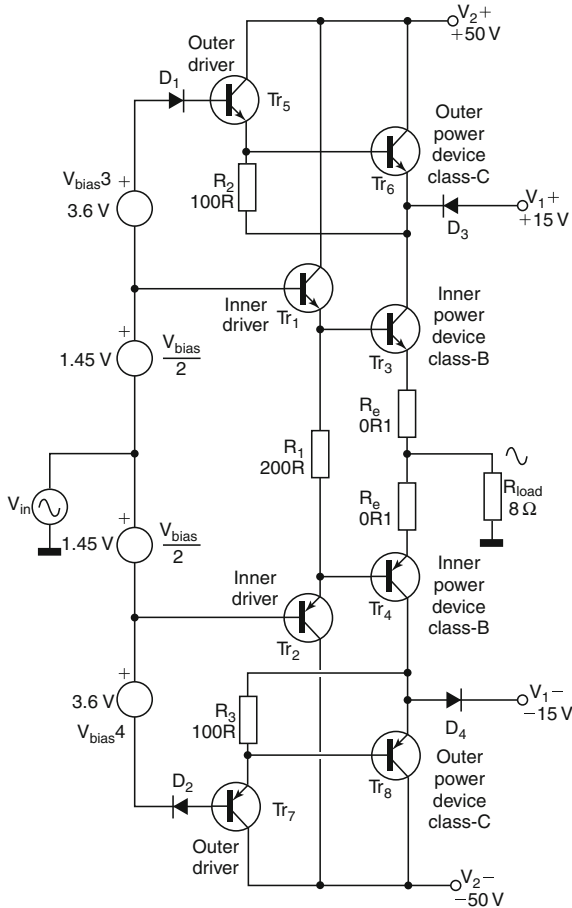 V2+
+50 V
Outer
driver
D1
Tr5
Outer
power
device
class-C
Vbias3
+
3.6 V
R2
100R
Tr6
V1+
+15 V
D3
Inner driver
Tr1
Inner
power
device
class-B
Tr3
+
1.45 V
Vbias
2
Re
0R1
R1
200R
Vin
Rload
8 Ω
Re
0R1
+
1.45 V
Vbias
2
Inner
driver
Tr2
Inner
power
device
class-B
Tr4
+
3.6 V
Vbias4
R3
100R
V1−
−15 V
D4
D2
Tr7
Tr8
Outer
power
device
class-C
Outer
driver
V2−
−50 V